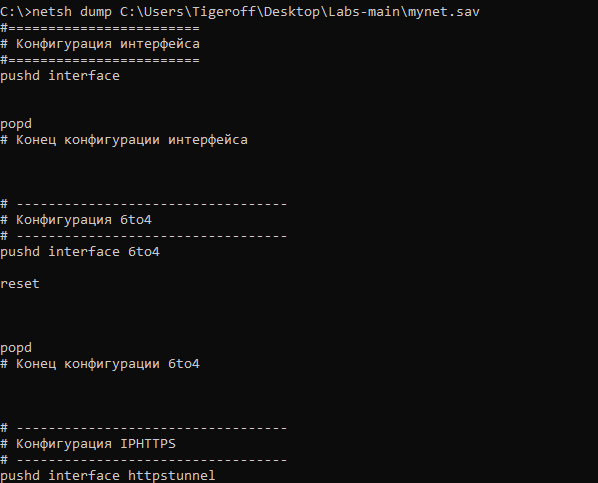 C:\>netsh dump C:\Users\Tigeroff\Desktop\Labs-main\mynet.sav
#========================
# Конфигурация интерфейса
#========================
pushd interface
popd
# Конец конфигурации интерфейса
# ----------------------------------
# Конфигурация 6to4
# ----------------------------------
pushd interface 6to4
reset
popd
# Конец конфигурации 6to4
# ----------------------------------
# Конфигурация IPHTTPS
# ----------------------------------
pushd interface httpstunnel